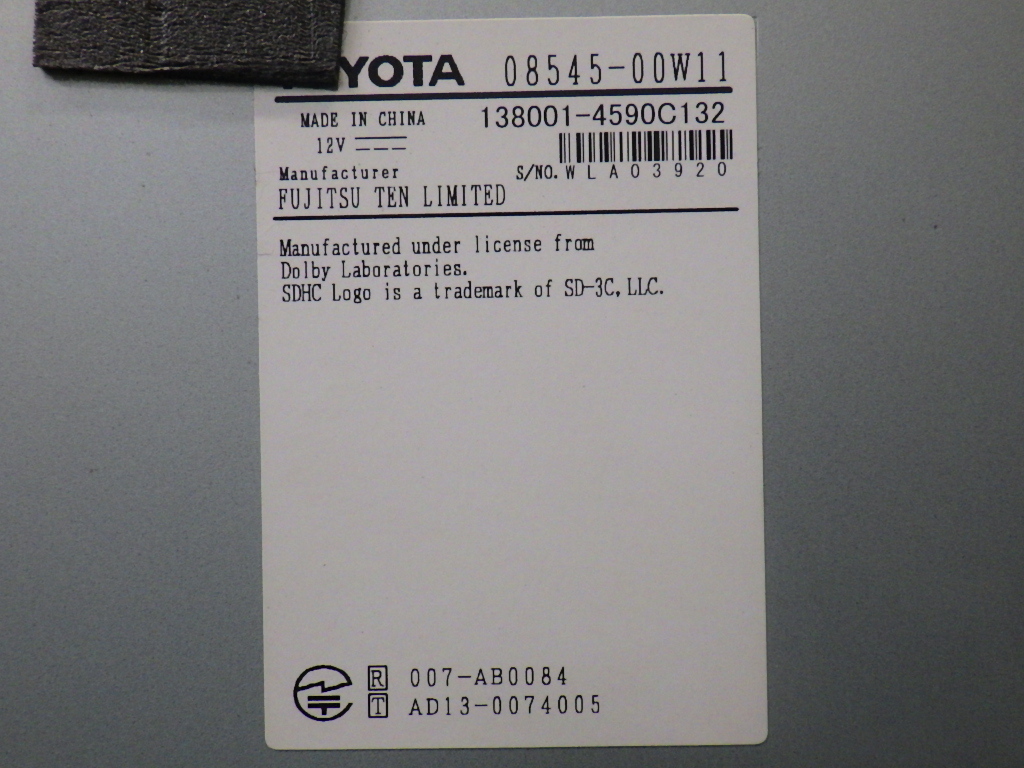 YOTA 08545-00W11
MADE IN CHINA 138001-4590C132
12V
Manufacturer S/NO. WLA03920
FUJITSU TEN LIMITED
Manufactured under license from
Dolby Laboratories.
SDHC Logo is a trademark of SD-3C, LLC.
R 007-AB0084
T AD13-0074005